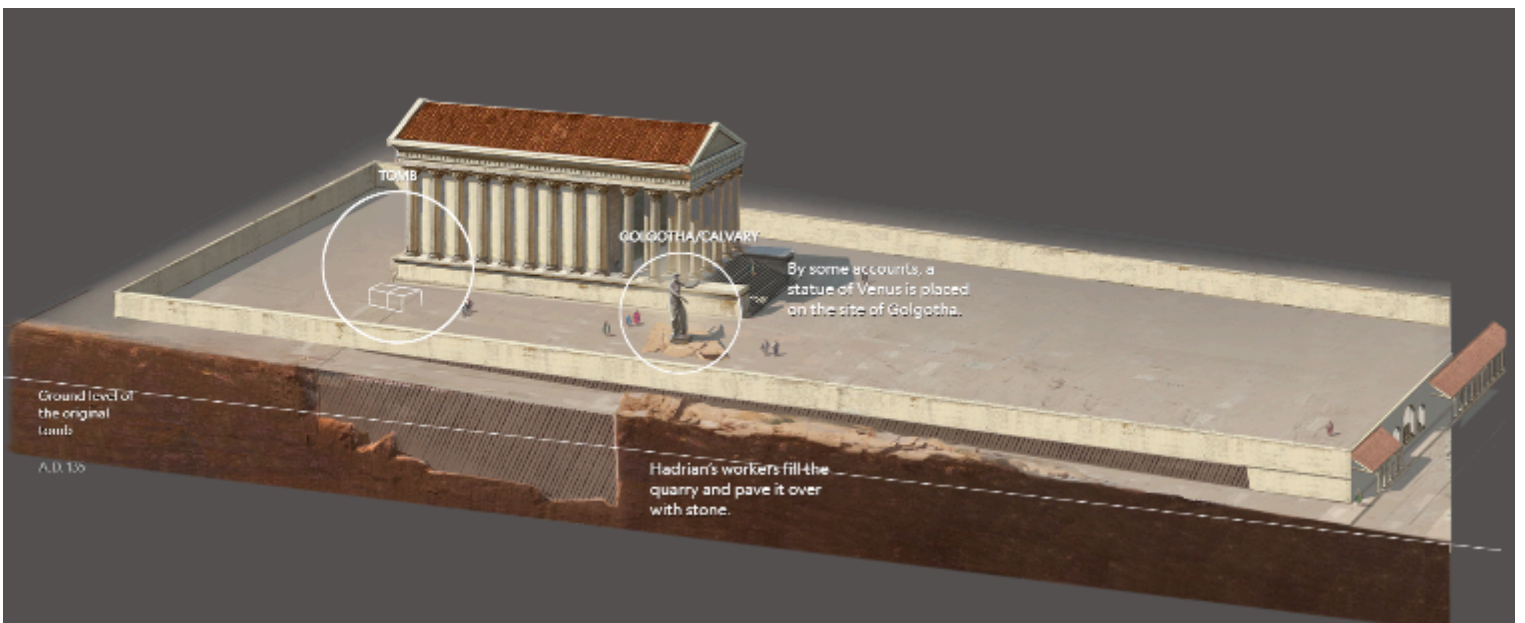 TOMB
GOLGOTHA/CALVARY
By some accounts, a
statue of Venus is placed
on the site of Golgotha.
Ground level of
the original
tomb
A.D. 135
Hadrian's workers fill the
quarry and pave it over
with stone.